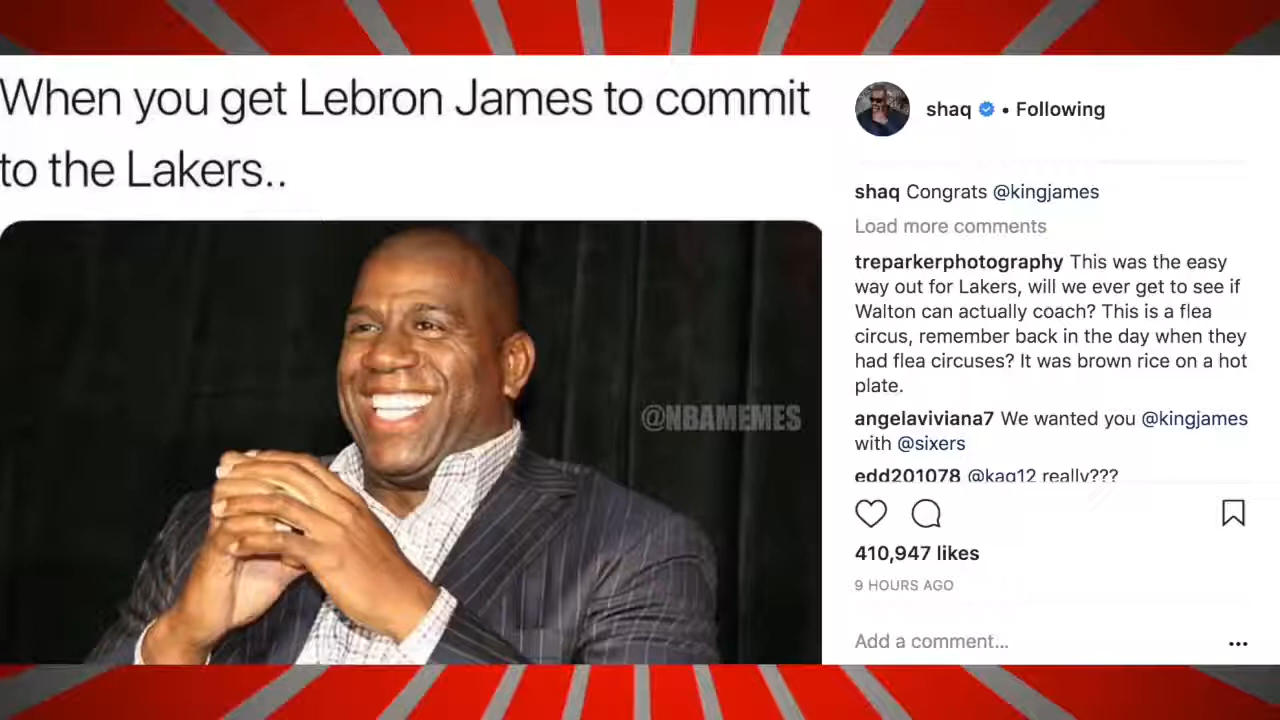 When you get Lebron James to commit
to the Lakers..
@NBAMEMES
shaq • Following
shaq Congrats @kingjames
Load more comments
treparkerphotography This was the easy
way out for Lakers, will we ever get to see if
Walton can actually coach? This is a flea
circus, remember back in the day when they
had flea circuses? It was brown rice on a hot
plate.
angelaviviana7 We wanted you @kingjames
with @sixers
edd201078 @kag12 really???
410,947 likes
9 HOURS AGO
Add a comment...